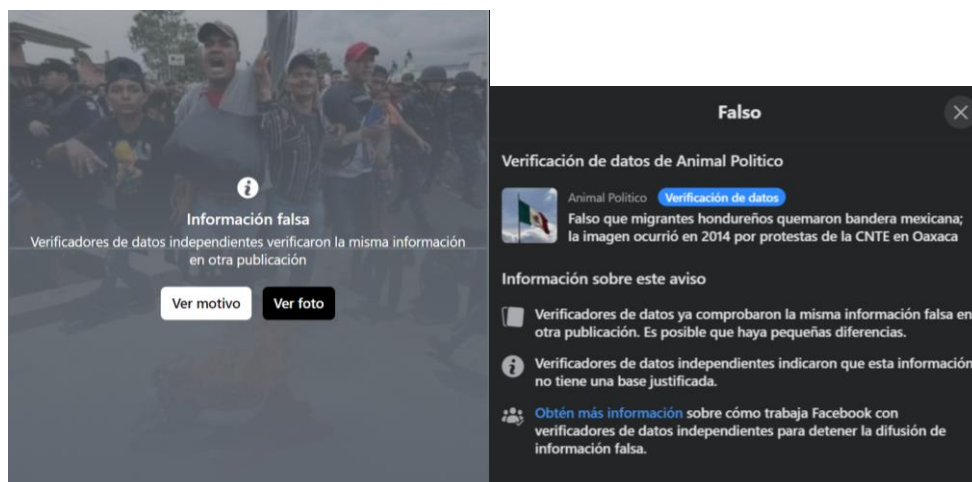 Información falsa
Verificadores de datos independientes verificaron la misma información
en otra publicación
Ver motivo
Ver foto
Falso
Verificación de datos de Animal Politico
Animal Politico Verificación de datos
Falso que migrantes hondureños quemaron bandera mexicana;
la imagen ocurrió en 2014 por protestas de la CNTE en Oaxaca
Información sobre este aviso
Verificadores de datos ya comprobaron la misma información falsa en
otra publicación. Es posible que haya pequeñas diferencias.
Verificadores de datos independientes indicaron que esta información
no tiene una base justificada.
Obtén más información sobre cómo trabaja Facebook con
verificadores de datos independientes para detener la difusión de
información falsa.